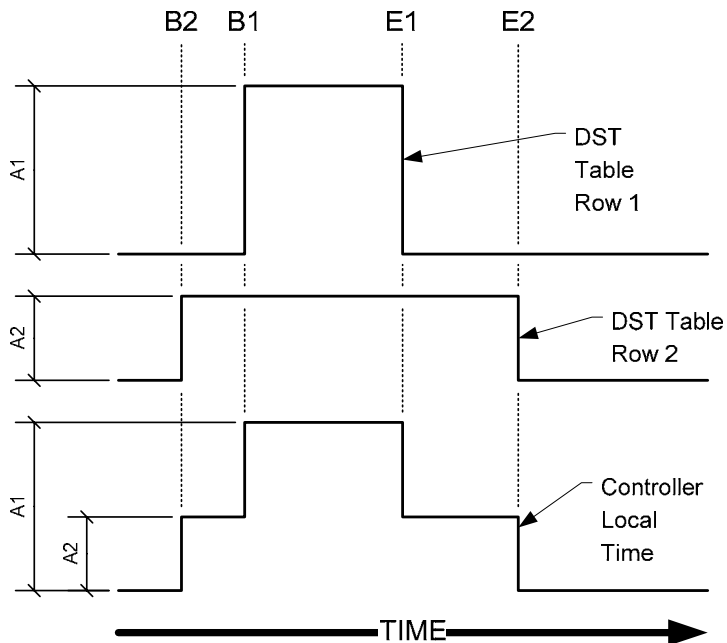 B2 B1 E1 E2
A1
DST
Table
Row 1
A2
DST Table
Row 2
A1
A2
Controller
Local
Time
TIME